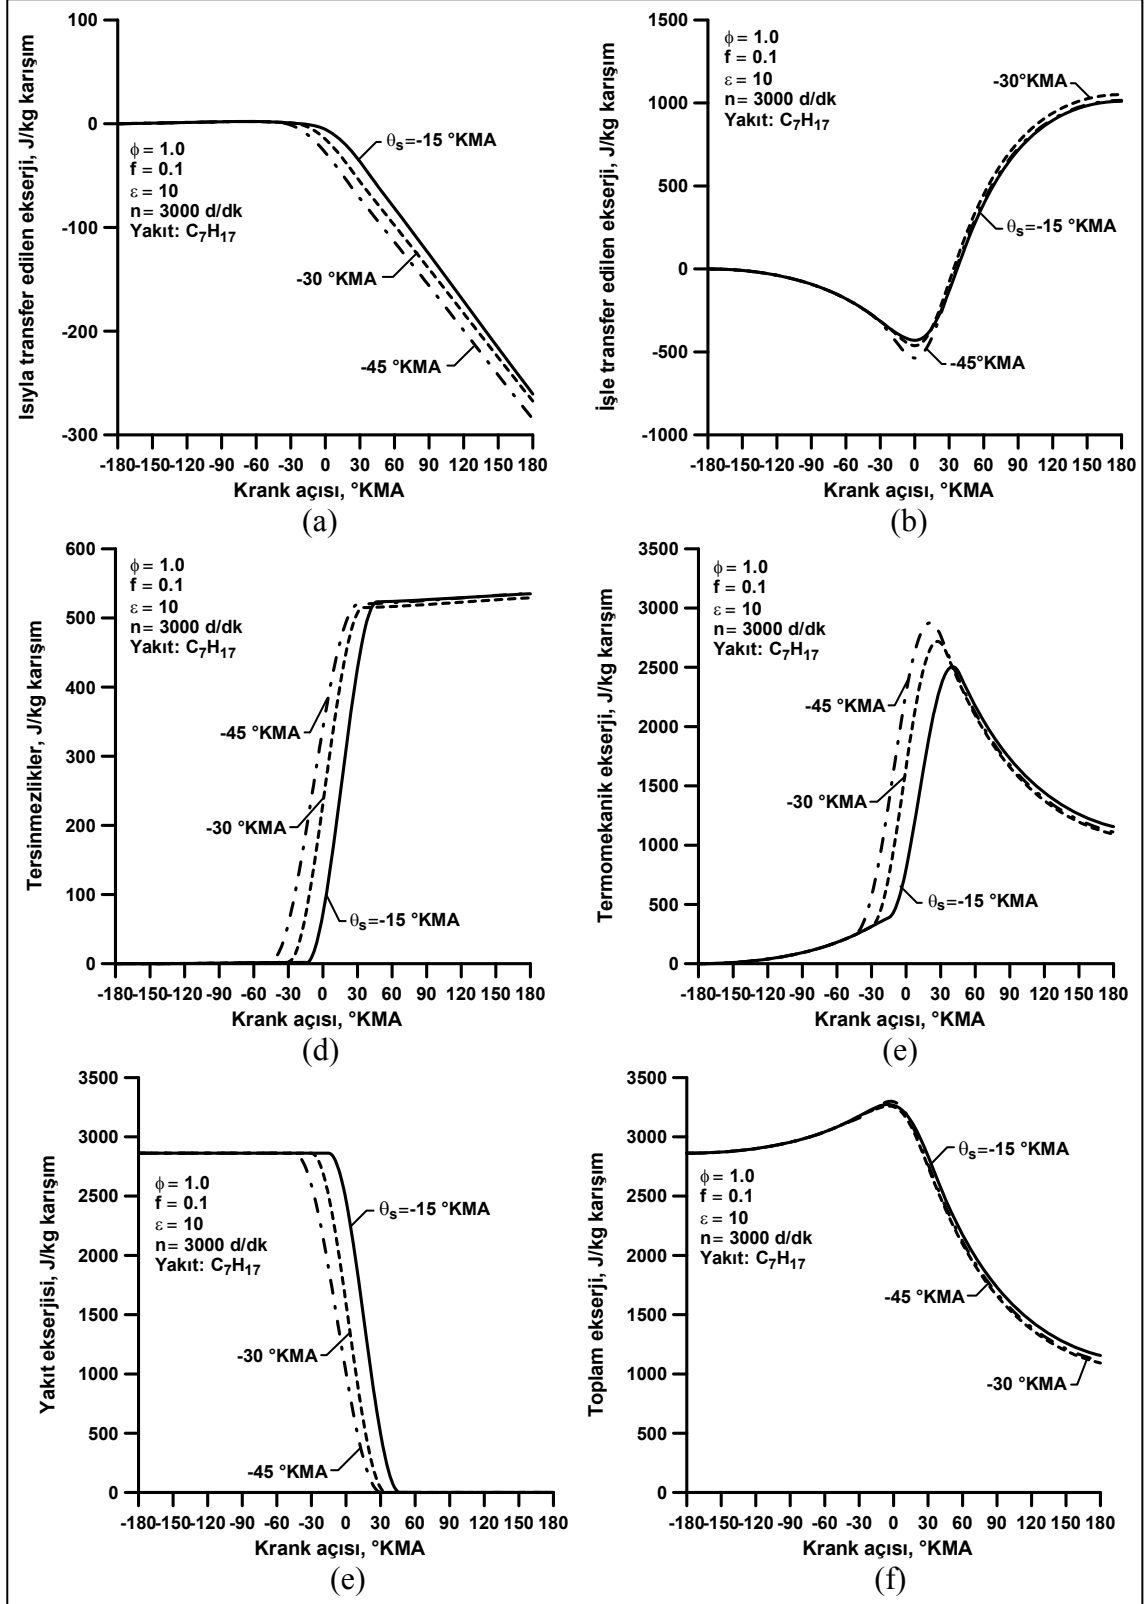 100
0
-100
-200
-300
Isıyla transfer edilen ekserji, J/kg karışım
ϕ = 1.0
f = 0.1
ε = 10
n= 3000 d/dk
Yakıt: C₇H₁₇
θₛ=-15 °KMA
-30 °KMA
-45 °KMA
-180-150-120 -90 -60 -30 0 30 60 90 120 150 180
Krank açısı, °KMA
(a)
1500
1000
500
0
-500
-1000
İşle transfer edilen ekserji, J/kg karışım
ϕ = 1.0
f = 0.1
ε = 10
n= 3000 d/dk
Yakıt: C₇H₁₇
-30°KMA
θₛ=-15 °KMA
-45°KMA
-180-150-120 -90 -60 -30 0 30 60 90 120 150 180
Krank açısı, °KMA
(b)
600
500
400
300
200
100
0
Tersinmezlikler, J/kg karışım
ϕ = 1.0
f = 0.1
ε = 10
n= 3000 d/dk
Yakıt: C₇H₁₇
-45 °KMA
-30 °KMA
θₛ=-15 °KMA
-180-150-120 -90 -60 -30 0 30 60 90 120 150 180
Krank açısı, °KMA
(d)
3500
3000
2500
2000
1500
1000
500
0
Termomekanik ekserji, J/kg karışım
ϕ = 1.0
f = 0.1
ε = 10
n= 3000 d/dk
Yakıt: C₇H₁₇
-45 °KMA
-30 °KMA
θₛ=-15 °KMA
-180-150-120 -90 -60 -30 0 30 60 90 120 150 180
Krank açısı, °KMA
(e)
3500
3000
2500
2000
1500
1000
500
0
Yakıt ekserjisi, J/kg karışım
ϕ = 1.0
f = 0.1
ε = 10
n= 3000 d/dk
Yakıt: C₇H₁₇
θₛ=-15 °KMA
-30 °KMA
-45 °KMA
-180-150-120 -90 -60 -30 0 30 60 90 120 150 180
Krank açısı, °KMA
(e)
3500
3000
2500
2000
1500
1000
500
0
Toplam ekserji, J/kg karışım
θₛ=-15 °KMA
ϕ = 1.0
f = 0.1
ε = 10
n= 3000 d/dk
Yakıt: C₇H₁₇
-45 °KMA
-30 °KMA
-180-150-120 -90 -60 -30 0 30 60 90 120 150 180
Krank açısı, °KMA
(f)